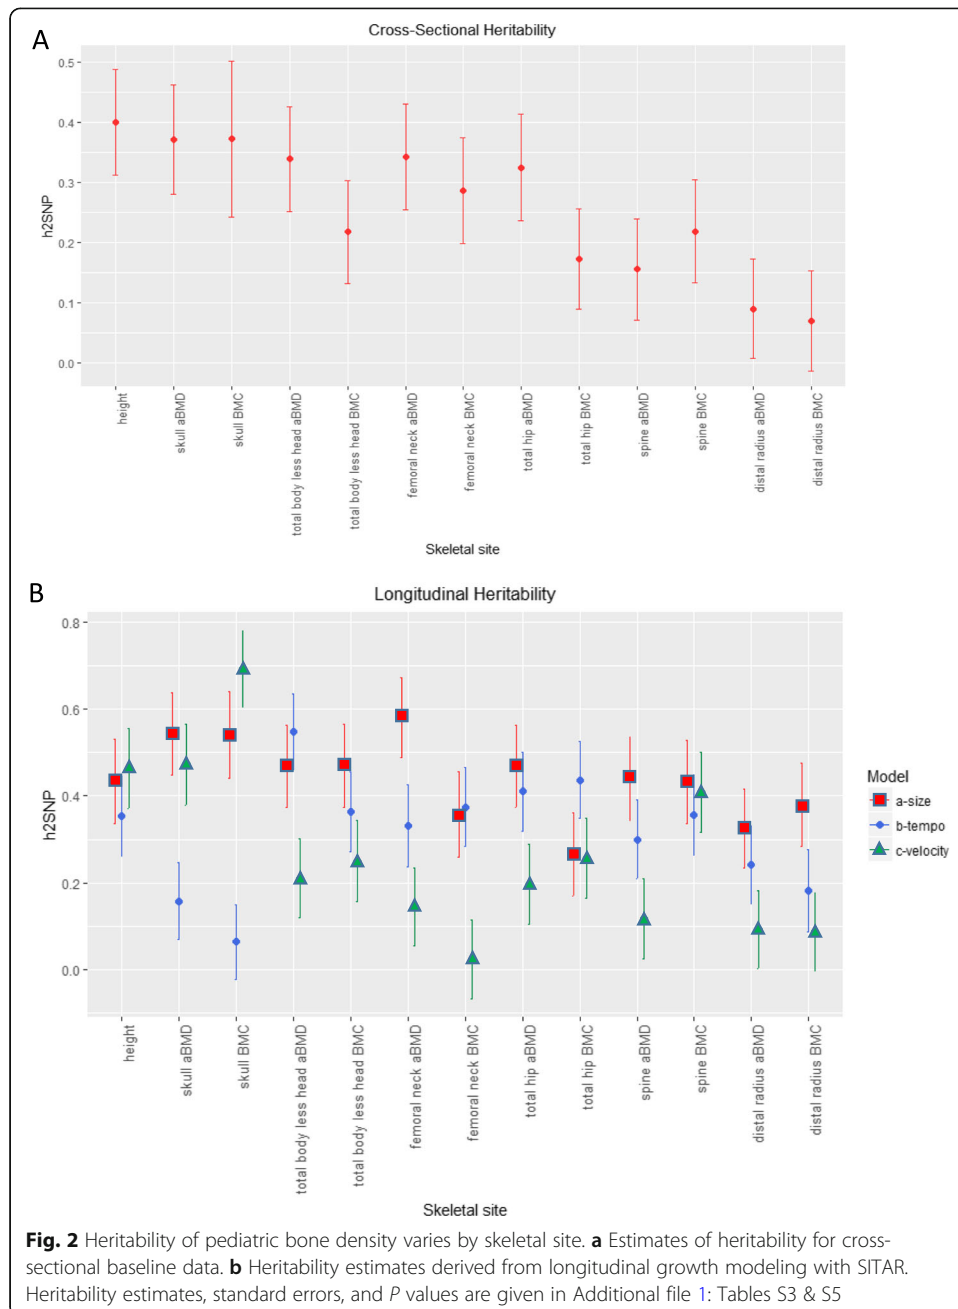 A
Cross-Sectional Heritability
h2SNP
0.5
0.4
0.3
0.2
0.1
0.0
height
skull aBMD
skull BMC
total body less head aBMD
total body less head BMC
femoral neck aBMD
femoral neck BMC
total hip aBMD
total hip BMC
spine aBMD
spine BMC
distal radius aBMD
distal radius BMC
Skeletal site
B
Longitudinal Heritability
h2SNP
0.8
0.6
0.4
0.2
0.0
height
skull aBMD
skull BMC
total body less head aBMD
total body less head BMC
femoral neck aBMD
femoral neck BMC
total hip aBMD
total hip BMC
spine aBMD
spine BMC
distal radius aBMD
distal radius BMC
Skeletal site
Model
a-size
b-tempo
c-velocity
Fig. 2 Heritability of pediatric bone density varies by skeletal site. a Estimates of heritability for cross-
sectional baseline data. b Heritability estimates derived from longitudinal growth modeling with SITAR.
Heritability estimates, standard errors, and P values are given in Additional file 1: Tables S3 & S5